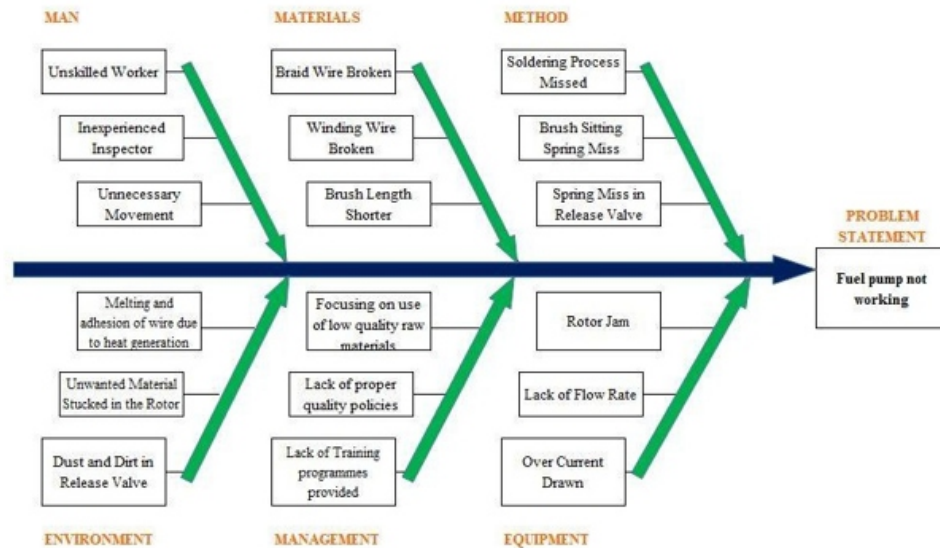 MAN
MATERIALS
METHOD
Unskilled Worker
Braid Wire Broken
Soldering Process
Missed
Inexperienced
Inspector
Winding Wire
Broken
Brush Sitting
Spring Miss
Unnecessary
Movement
Brush Length
Shorter
Spring Miss in
Release Valve
PROBLEM
STATEMENT
Fuel pump not
working
Melting and
adhesion of wire due
to heat generation
Focusing on use
of low quality raw
materials
Rotor Jam
Unwanted Material
Stucked in the Rotor
Lack of proper
quality policies
Lack of Flow Rate
Dust and Dirt in
Release Valve
Lack of Training
programmes
provided
Over Current
Drawn
ENVIRONMENT
MANAGEMENT
EQUIPMENT